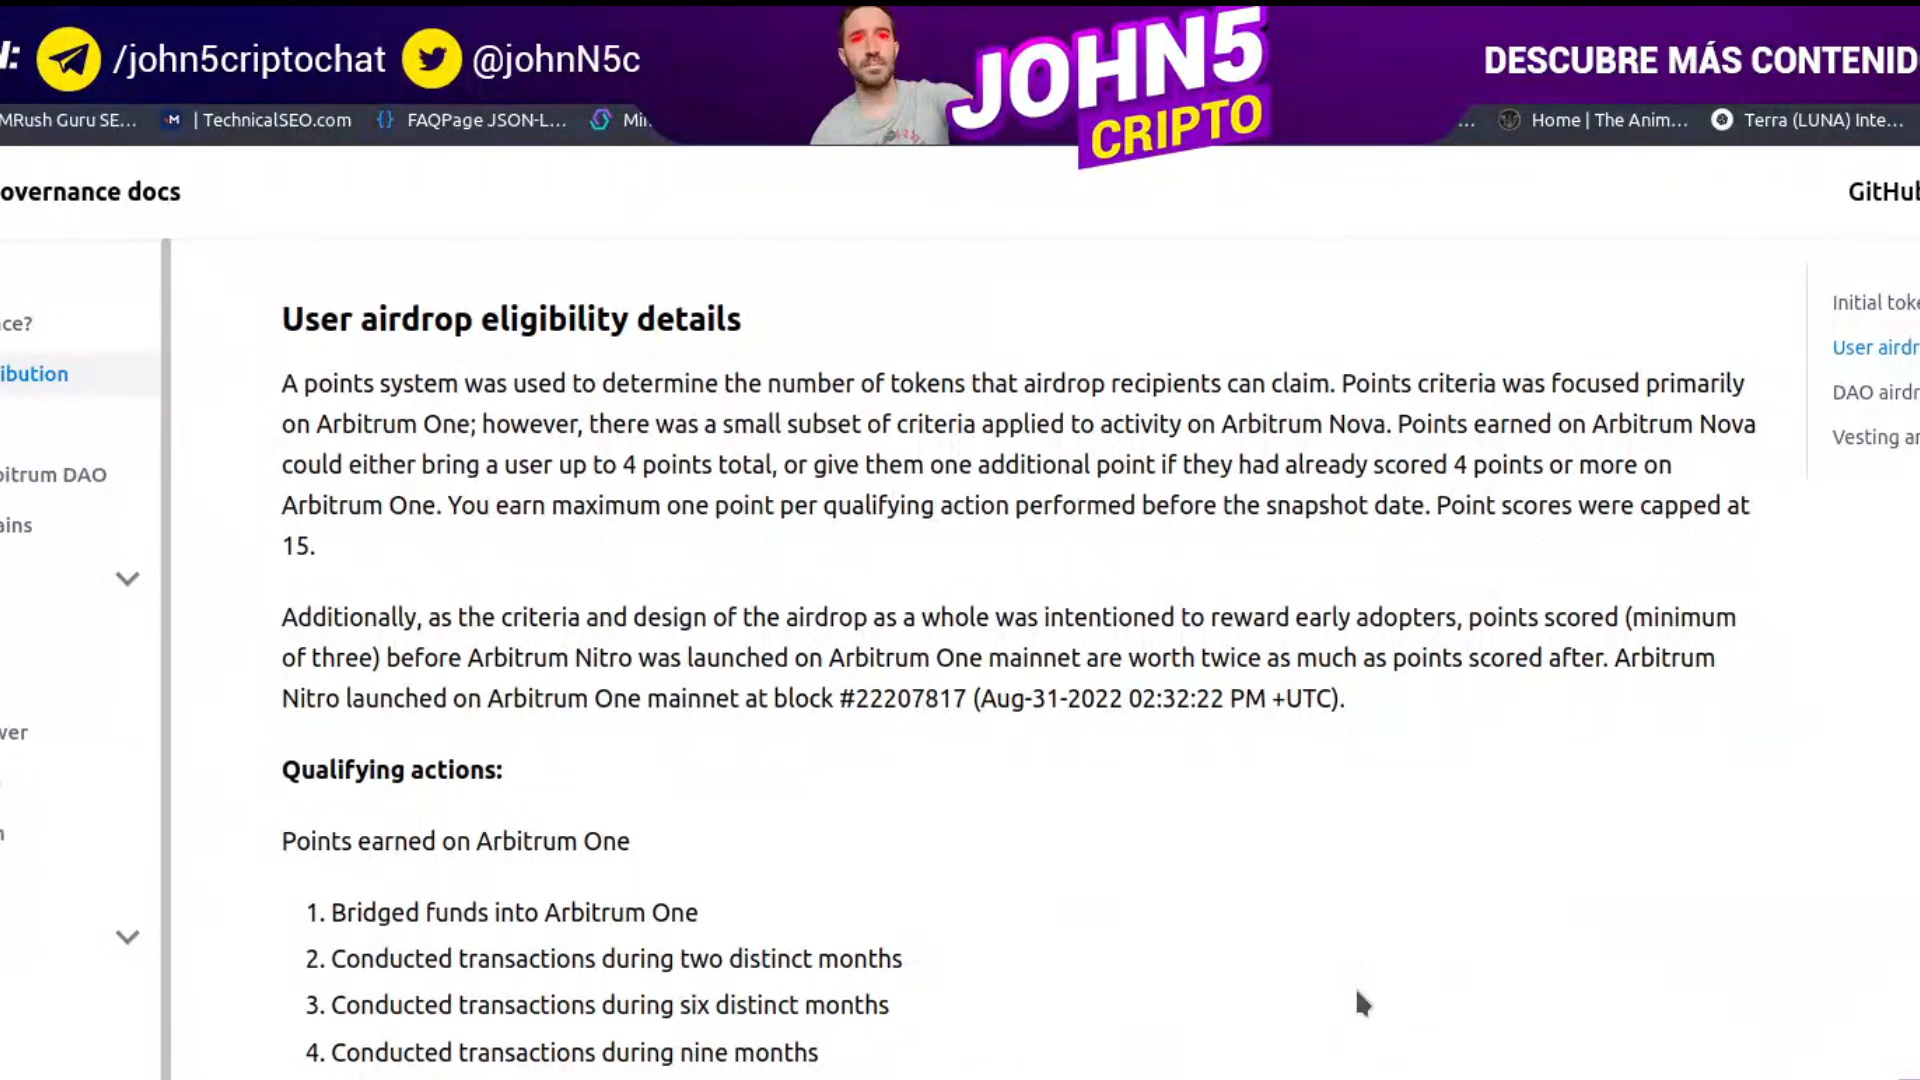 N: /john5criptochat @johnN5c
JOHN5
CRIPTO
DESCUBRE MÁS CONTENID
MRush Guru SE... | TechnicalSEO.com FAQPage JSON-L... Min ... Home | The Anim... Terra (LUNA) Inte...
overnance docs
GitHub
ce?
ibution
bitrum DAO
ains
wer
User airdrop eligibility details
A points system was used to determine the number of tokens that airdrop recipients can claim. Points criteria was focused primarily
on Arbitrum One; however, there was a small subset of criteria applied to activity on Arbitrum Nova. Points earned on Arbitrum Nova
could either bring a user up to 4 points total, or give them one additional point if they had already scored 4 points or more on
Arbitrum One. You earn maximum one point per qualifying action performed before the snapshot date. Point scores were capped at
15.
Additionally, as the criteria and design of the airdrop as a whole was intentioned to reward early adopters, points scored (minimum
of three) before Arbitrum Nitro was launched on Arbitrum One mainnet are worth twice as much as points scored after. Arbitrum
Nitro launched on Arbitrum One mainnet at block #22207817 (Aug-31-2022 02:32:22 PM +UTC).
Qualifying actions:
Points earned on Arbitrum One
1. Bridged funds into Arbitrum One
2. Conducted transactions during two distinct months
3. Conducted transactions during six distinct months
4. Conducted transactions during nine months
Initial toke
User airdr
DAO airdr
Vesting an